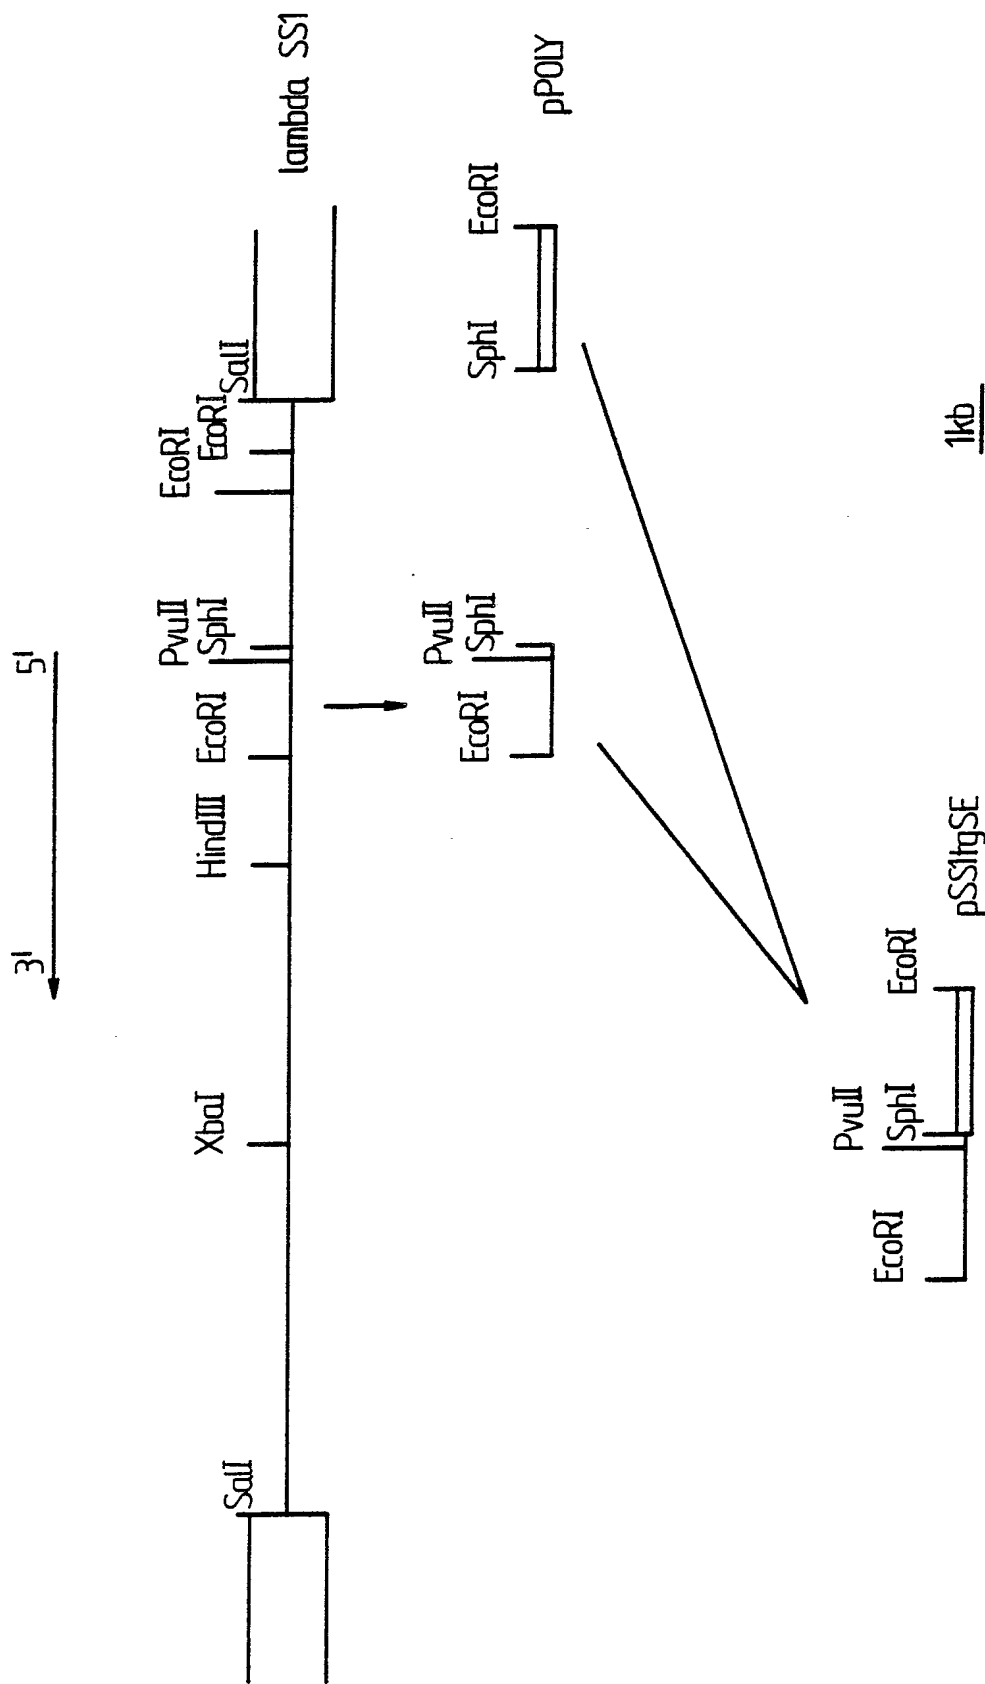 3' 5'
PvuII EcoRI
SalI XbaI HindIII EcoRI SphI EcoRI SalI
lambda SS1
PvuII
EcoRI SphI SphI EcoRI
pPOLY
PvuII
EcoRI SphI EcoRI
pSS1tgSE
1kb